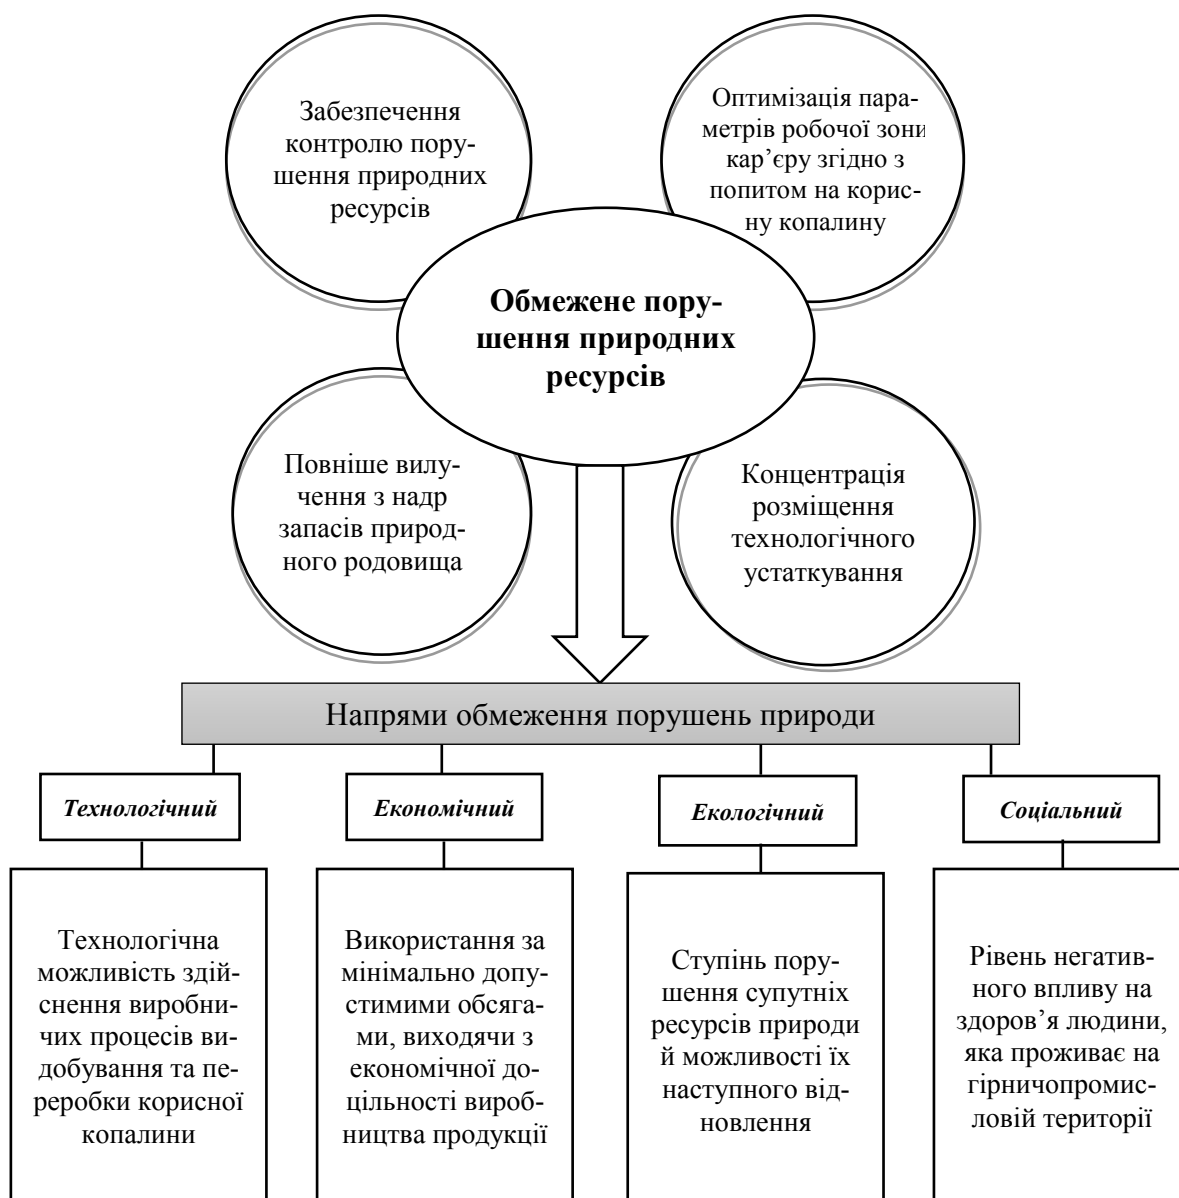 Забезпечення
контролю пору-
шення природних
ресурсів
Оптимізація пара-
метрів робочої зони
кар’єру згідно з
попитом на корис-
ну копалину
Обмежене пору-
шення природних
ресурсів
Повніше вилу-
чення з надр
запасів природ-
ного родовища
Концентрація
розміщення
технологічного
устаткування
Напрями обмеження порушень природи
Технологічний
Економічний
Екологічний
Соціальний
Технологічна
можливість здій-
снення виробни-
чих процесів ви-
добування та пе-
реробки корисної
копалини
Використання за
мінімально допу-
стимими обсяга-
ми, виходячи з
економічної до-
цільності вироб-
ництва продукції
Ступінь пору-
шення супутніх
ресурсів природи
й можливості їх
наступного від-
новлення
Рівень негатив-
ного впливу на
здоров’я людини,
яка проживає на
гірничопромис-
ловій території